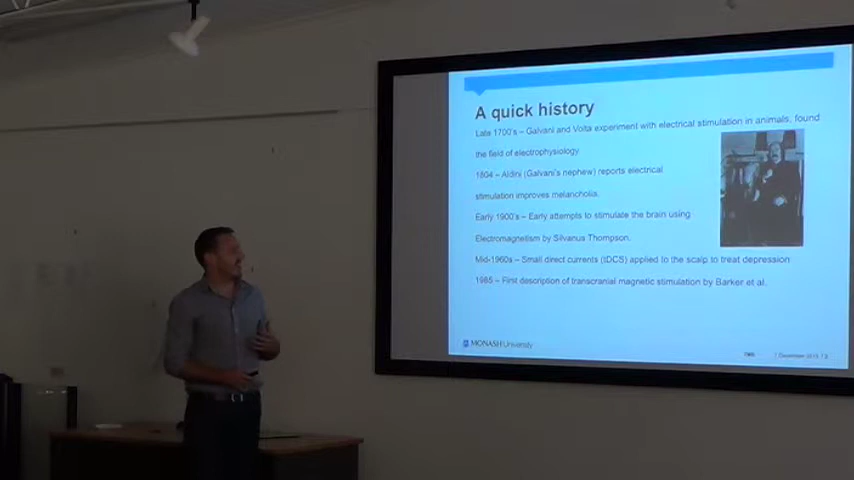 A quick history
Late 1700's – Galvani and Volta experiment with electrical stimulation in animals, found
the field of electrophysiology
1804 – Aldini (Galvani's nephew) reports electrical
stimulation improves melancholia.
Early 1900's – Early attempts to stimulate the brain using
Electromagnetism by Silvanus Thompson.
Mid-1960s – Small direct currents (tDCS) applied to the scalp to treat depression
1985 – First description of transcranial magnetic stimulation by Barker et al.
MONASH University